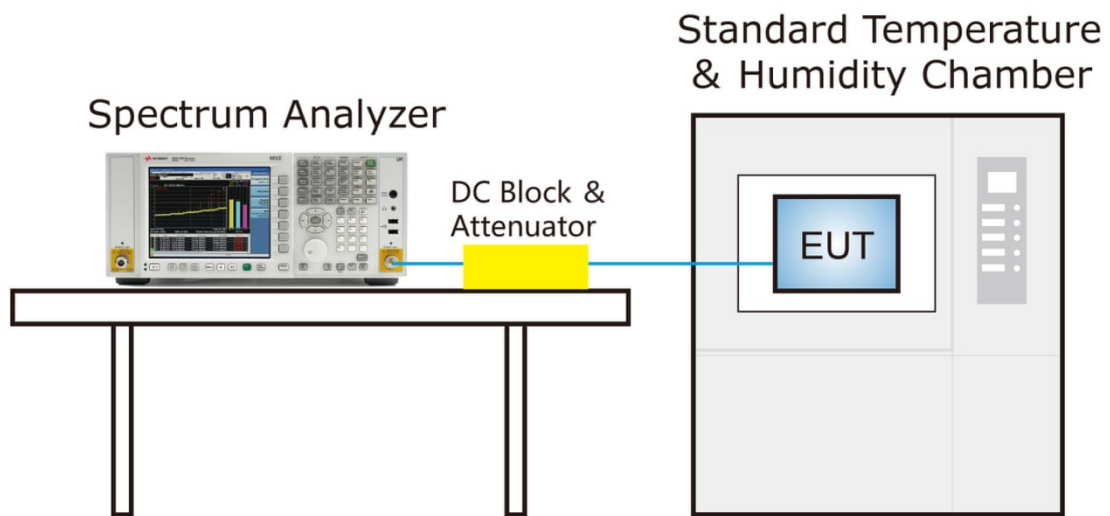 Standard Temperature
& Humidity Chamber
Spectrum Analyzer
DC Block &
Attenuator
EUT